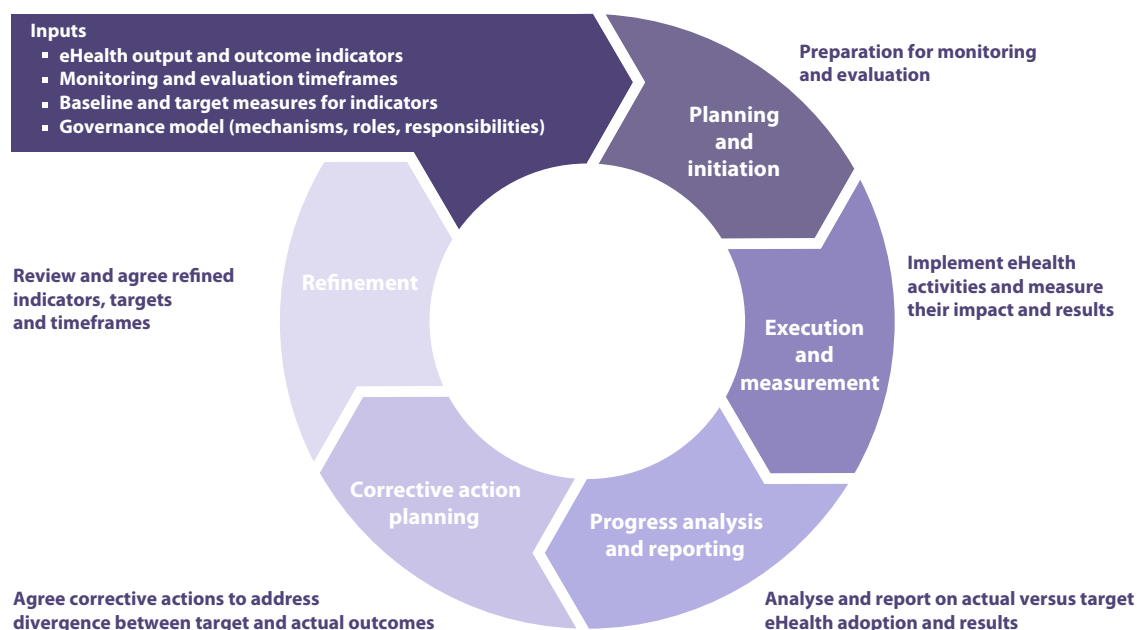 Inputs
▪ eHealth output and outcome indicators
▪ Monitoring and evaluation timeframes
▪ Baseline and target measures for indicators
▪ Governance model (mechanisms, roles, responsibilities)
Planning
and
initiation
Preparation for monitoring
and evaluation
Execution
and
measurement
Implement eHealth
activities and measure
their impact and results
Progress analysis
and reporting
Analyse and report on actual versus target
eHealth adoption and results
Corrective action
planning
Agree corrective actions to address
divergence between target and actual outcomes
Refinement
Review and agree refined
indicators, targets
and timeframes